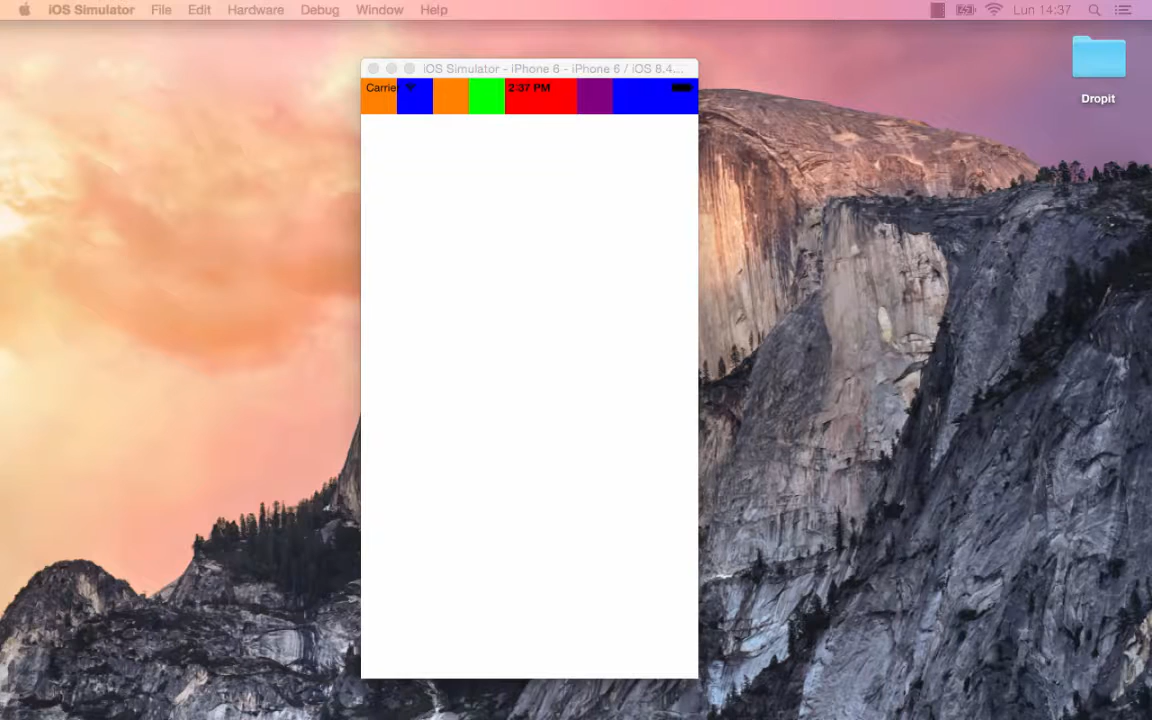 iOS Simulator File Edit Hardware Debug Window Help Lun 14:37
Dropit
iOS Simulator - iPhone 6 - iPhone 6 / iOS 8.4...
Carrier 2:37 PM